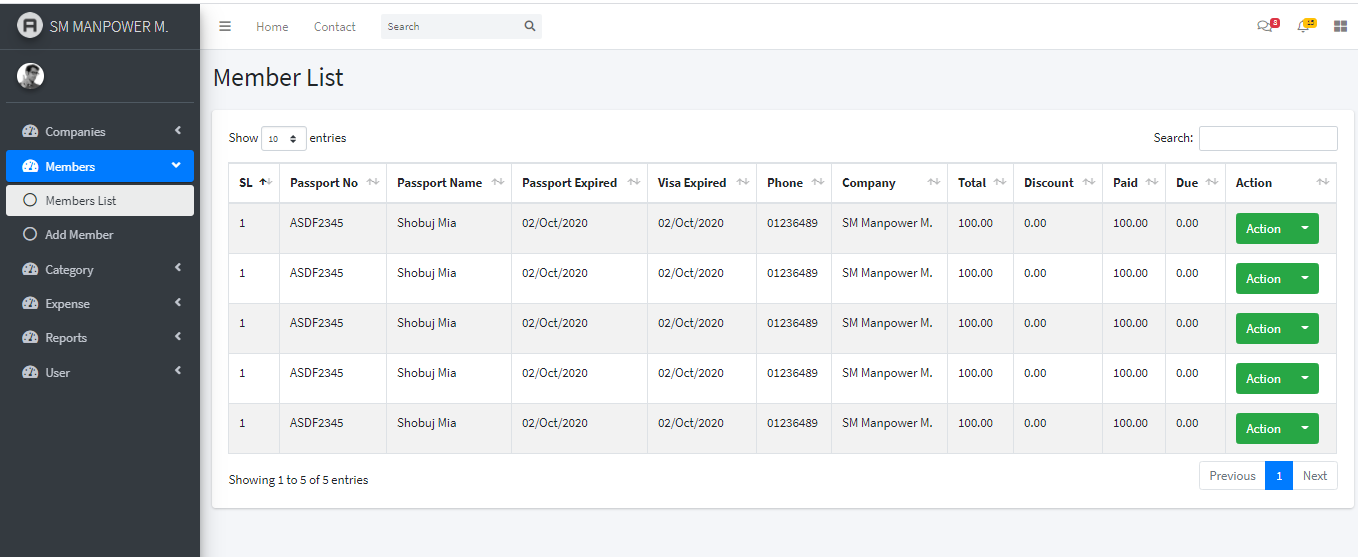 SM MANPOWER M.
Home Contact Search 3 15
Companies
Members
Members List
Add Member
Category
Expense
Reports
User
Member List
Show 10 entries Search:
SL Passport No Passport Name Passport Expired Visa Expired Phone Company Total Discount Paid Due Action
1 ASDF2345 Shobuj Mia 02/Oct/2020 02/Oct/2020 01236489 SM Manpower M. 100.00 0.00 100.00 0.00 Action
1 ASDF2345 Shobuj Mia 02/Oct/2020 02/Oct/2020 01236489 SM Manpower M. 100.00 0.00 100.00 0.00 Action
1 ASDF2345 Shobuj Mia 02/Oct/2020 02/Oct/2020 01236489 SM Manpower M. 100.00 0.00 100.00 0.00 Action
1 ASDF2345 Shobuj Mia 02/Oct/2020 02/Oct/2020 01236489 SM Manpower M. 100.00 0.00 100.00 0.00 Action
1 ASDF2345 Shobuj Mia 02/Oct/2020 02/Oct/2020 01236489 SM Manpower M. 100.00 0.00 100.00 0.00 Action
Showing 1 to 5 of 5 entries Previous 1 Next